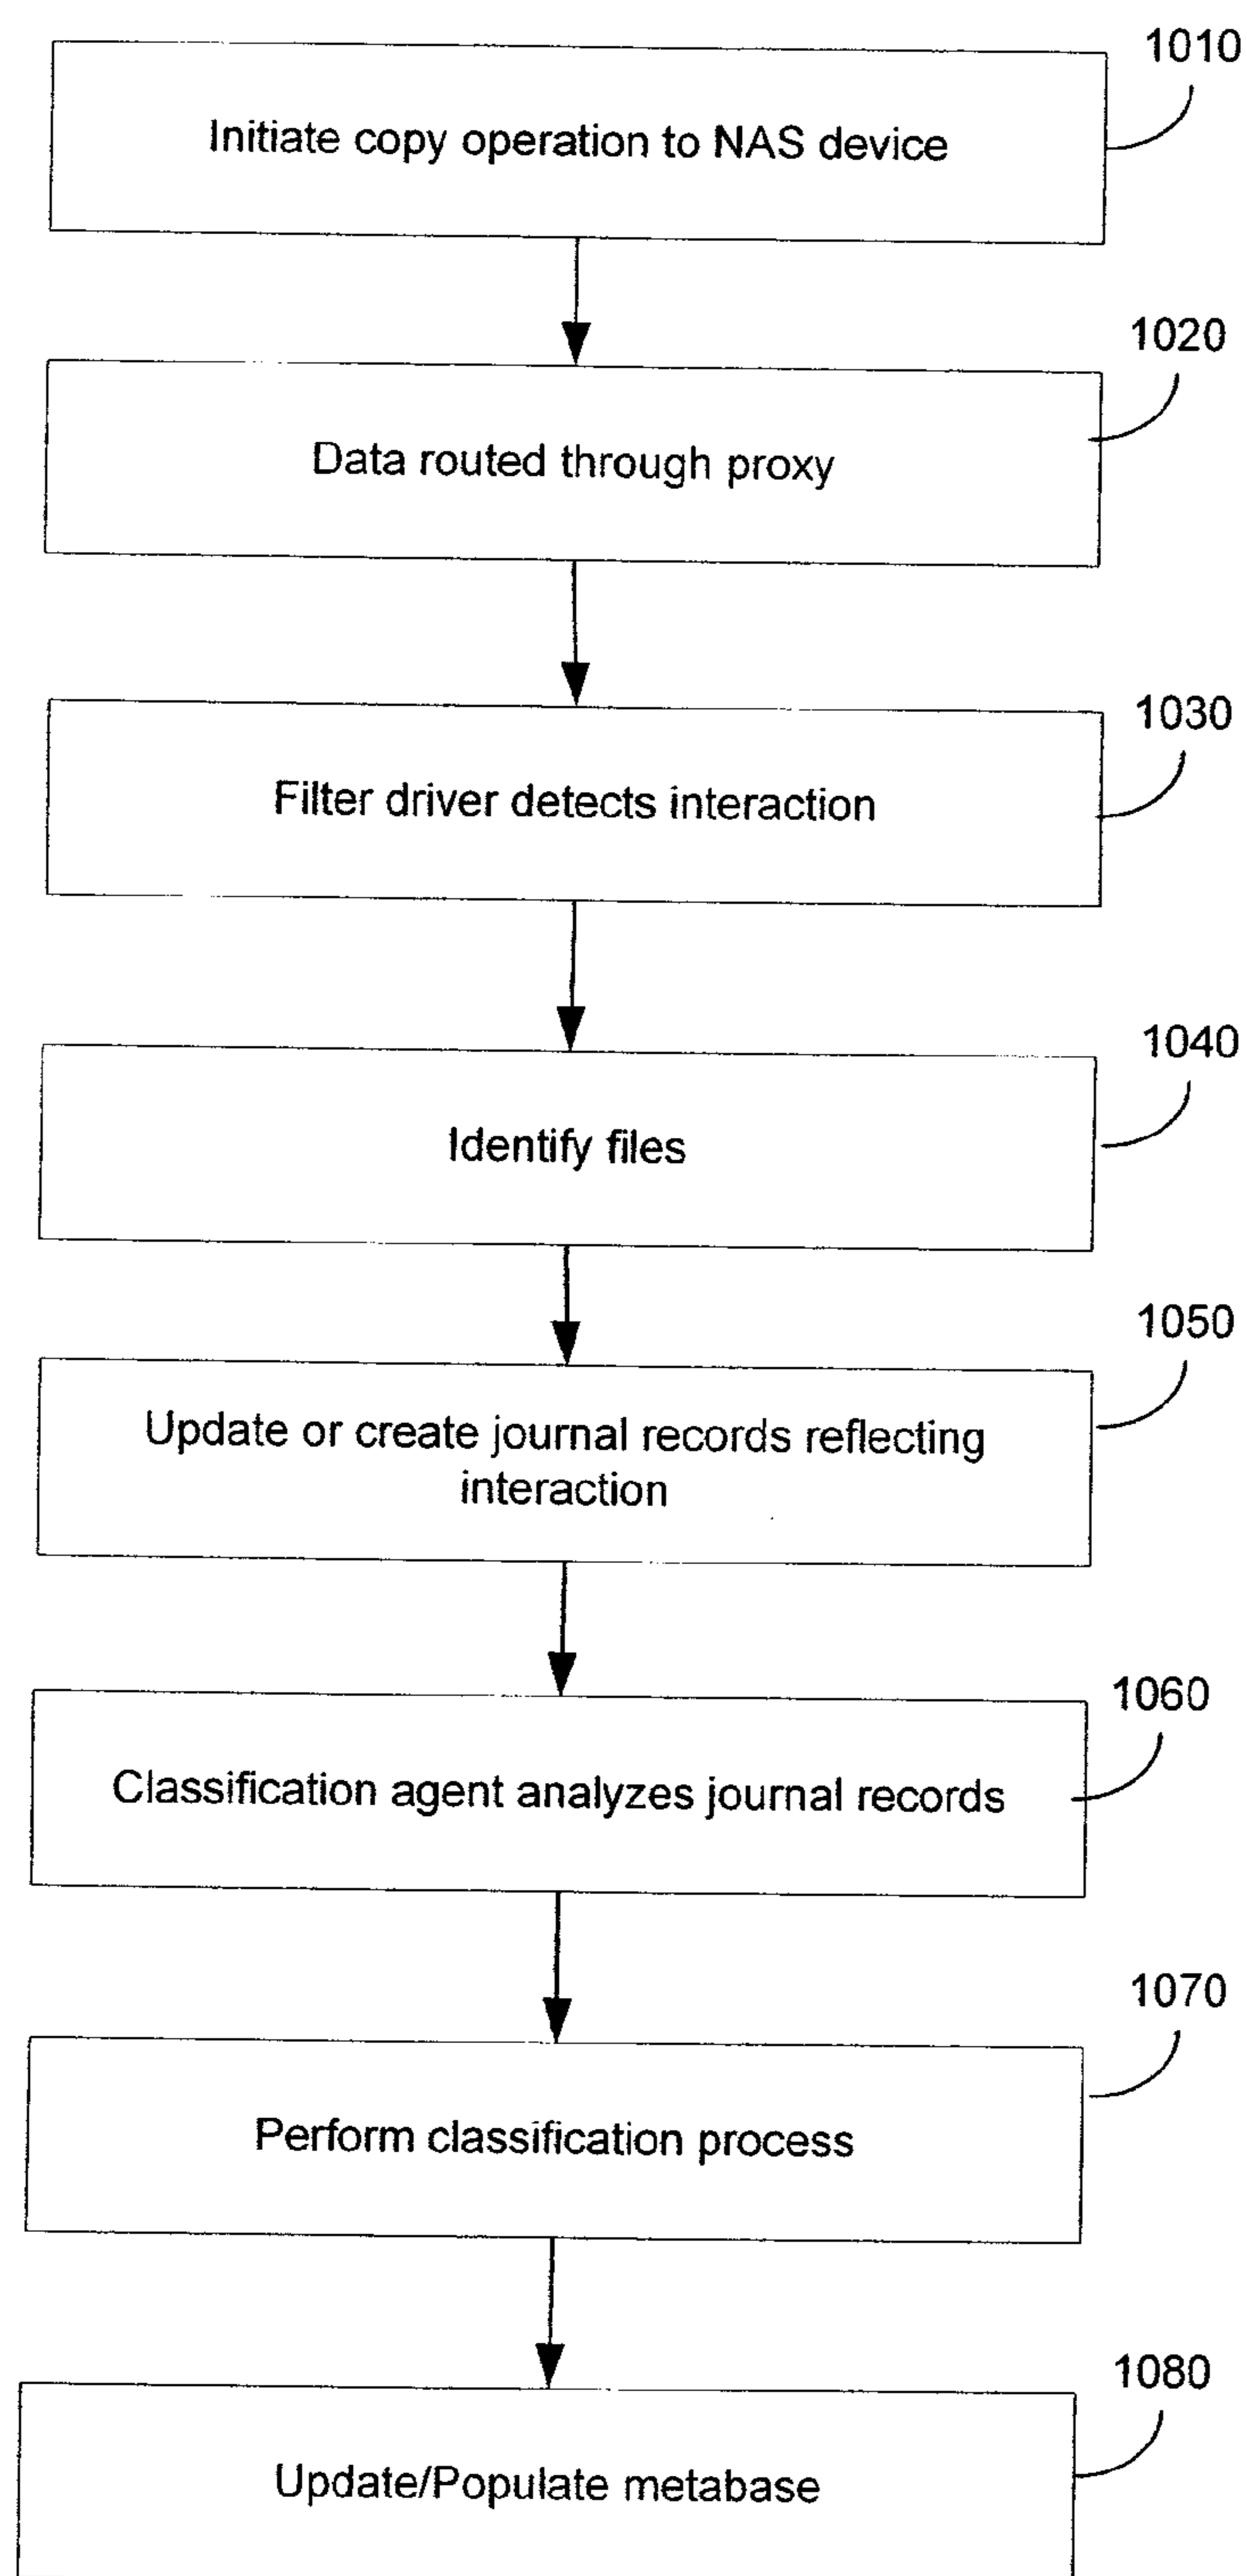 1010
Initiate copy operation to NAS device
1020
Data routed through proxy
1030
Filter driver detects interaction
1040
Identify files
1050
Update or create journal records reflecting
interaction
1060
Classification agent analyzes journal records
1070
Perform classification process
1080
Update/Populate metabase